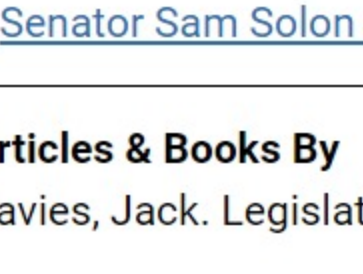 Senator Sam Solon
rticles & Books By
avies, Jack. Legislat